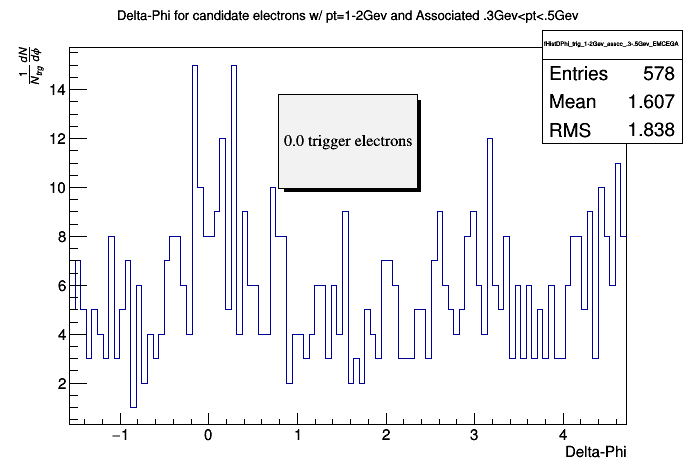 Delta-Phi for candidate electrons w/ pt=1-2Gev and Associated .3Gev<pt<.5Gev
fHistDPhi_trig_1-2Gev_assoc_.3-.5Gev_EMCEGA
Entries 578
Mean 1.607
RMS 1.838
1/N_trig dN/dϕ
0.0 trigger electrons
14
12
10
8
6
4
2
−1 0 1 2 3 4
Delta-Phi